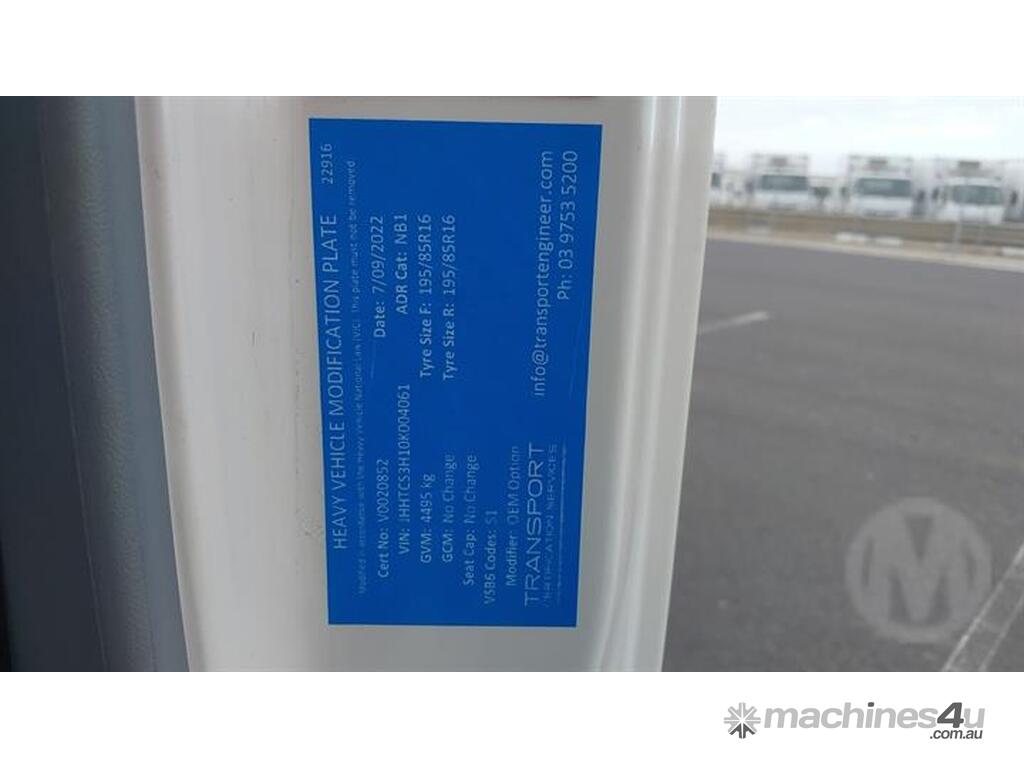 HEAVY VEHICLE MODIFICATION PLATE 22916
Modified in accordance with the Heavy Vehicle National Law (VIC). This plate must not be removed
Cert No: V0020852 Date: 7/09/2022
VIN: JHHTCS3H10K004061 ADR Cat: NB1
GVM: 4495 kg Tyre Size F: 195/85R16
GCM: No Change Tyre Size R: 195/85R16
Seat Cap: No Change
VSB6 Codes: S1
Modifier: OEM Option
TRANSPORT info@transportengineer.com
CERTIFICATION SERVICES Ph: 03 9753 5200
M
machines4u
.com.au